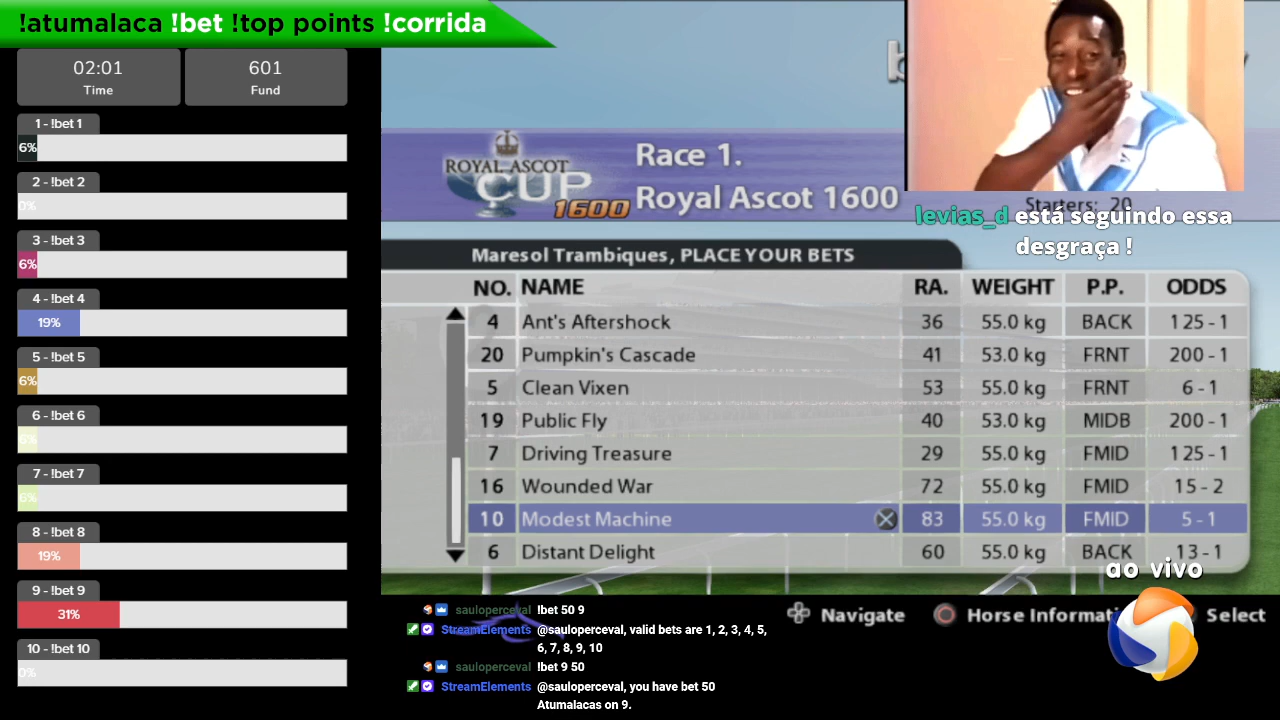 !atumalaca !bet !top points !corrida
02:01
Time
601
Fund
1 - !bet 1
6%
2 - !bet 2
0%
3 - !bet 3
6%
4 - !bet 4
19%
5 - !bet 5
6%
6 - !bet 6
6%
7 - !bet 7
6%
8 - !bet 8
19%
9 - !bet 9
31%
10 - !bet 10
0%
ROYAL ASCOT
CUP
1600
Race 1.
Royal Ascot 1600
Starters: 20
levias_d está seguindo essa
desgraça !
Maresol Trambiques, PLACE YOUR BETS
NO. NAME RA. WEIGHT P.P. ODDS
4 Ant's Aftershock 36 55.0 kg BACK 125 - 1
20 Pumpkin's Cascade 41 53.0 kg FRNT 200 - 1
5 Clean Vixen 53 55.0 kg FRNT 6 - 1
19 Public Fly 40 53.0 kg MIDB 200 - 1
7 Driving Treasure 29 55.0 kg FMID 125 - 1
16 Wounded War 72 55.0 kg FMID 15 - 2
10 Modest Machine 83 55.0 kg FMID 5 - 1
6 Distant Delight 60 55.0 kg BACK 13 - 1
ao vivo
Navigate Horse Informati Select
sauloperceval !bet 50 9
StreamElements @sauloperceval, valid bets are 1, 2, 3, 4, 5,
6, 7, 8, 9, 10
sauloperceval !bet 9 50
StreamElements @sauloperceval, you have bet 50
Atumalacas on 9.